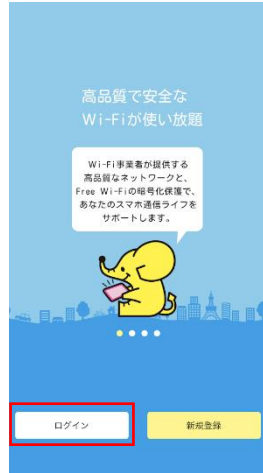 高品質で安全な
Wi-Fiが使い放題
Wi-Fi事業者が提供する
高品質なネットワークと、
Free Wi-Fiの暗号化保護で、
あなたのスマホ通信ライフを
サポートします。
ログイン
新規登録